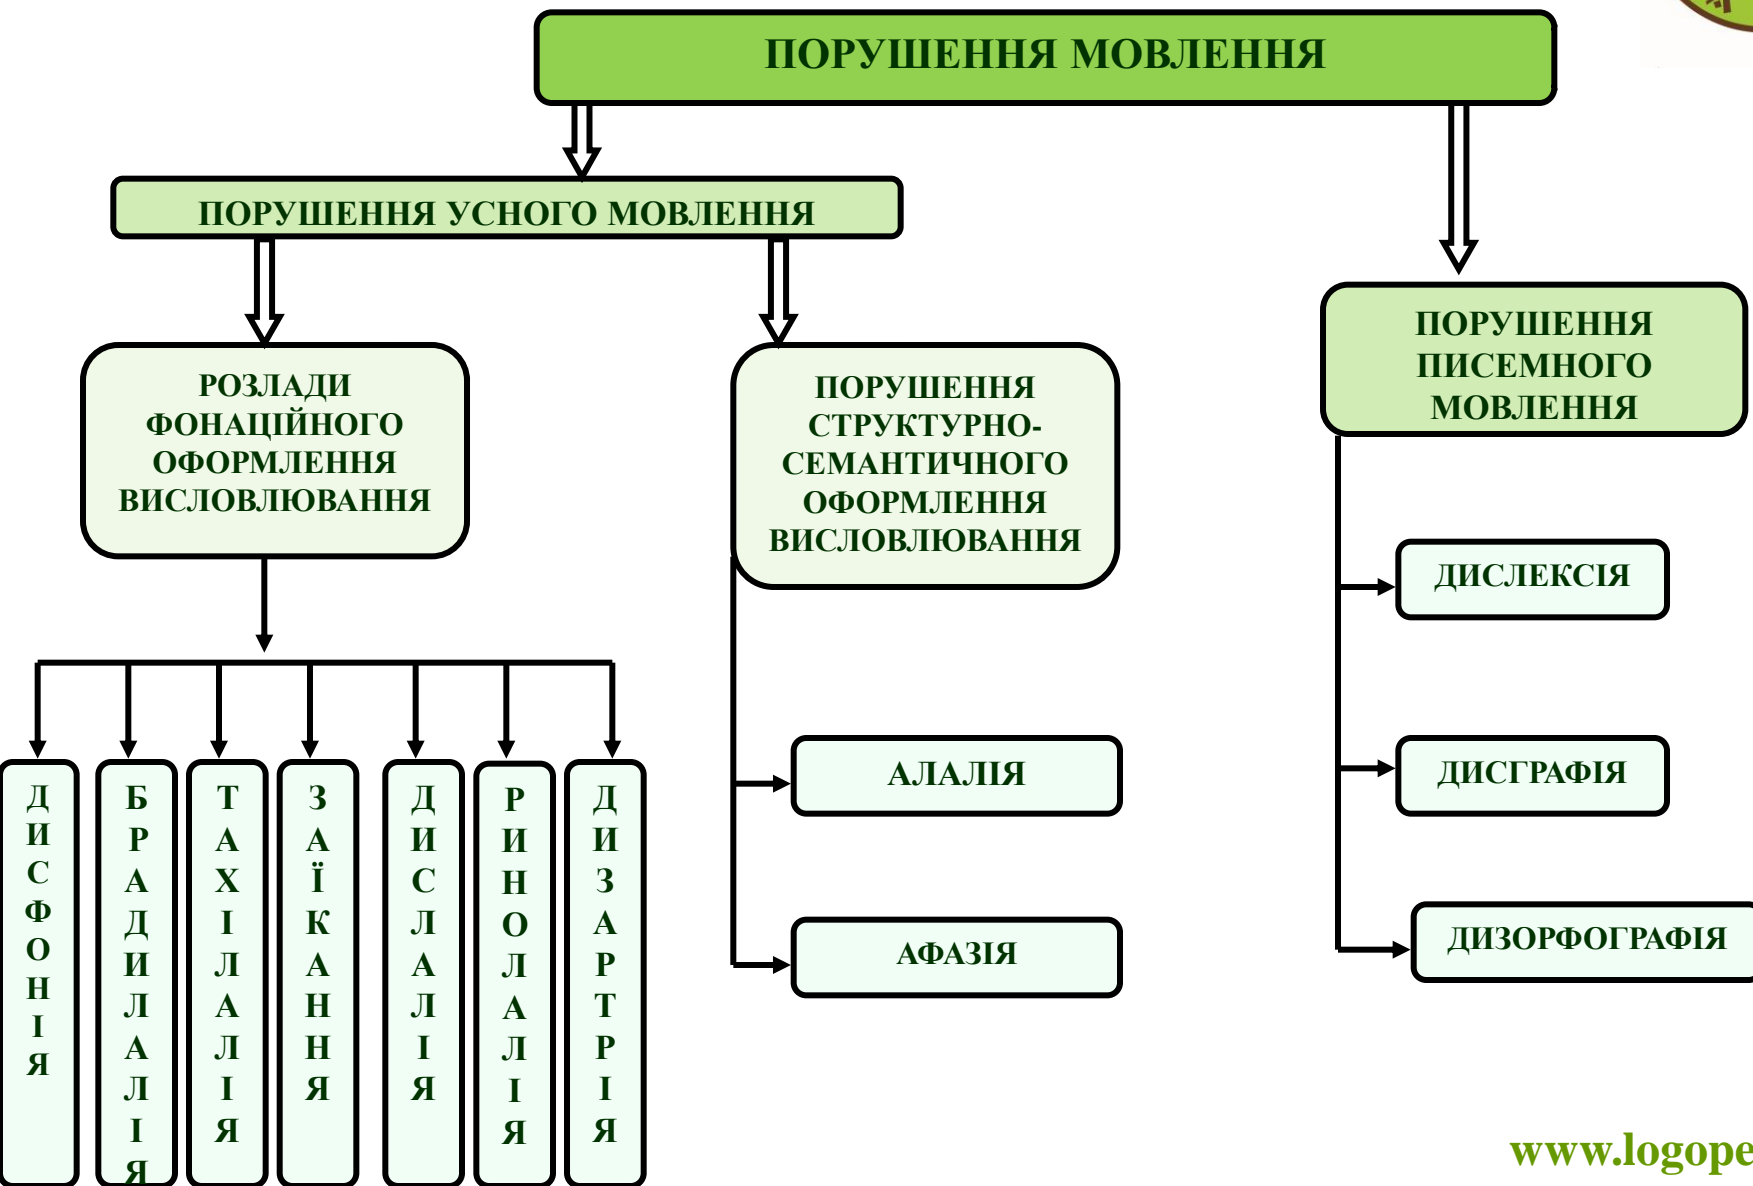 ПОРУШЕННЯ МОВЛЕННЯ
ПОРУШЕННЯ УСНОГО МОВЛЕННЯ
РОЗЛАДИ
ФОНАЦІЙНОГО
ОФОРМЛЕННЯ
ВИСЛОВЛЮВАННЯ
ПОРУШЕННЯ
СТРУКТУРНО-
СЕМАНТИЧНОГО
ОФОРМЛЕННЯ
ВИСЛОВЛЮВАННЯ
ПОРУШЕННЯ
ПИСЕМНОГО
МОВЛЕННЯ
ДИСФОНІЯ
БРАДИЛАЛІЯ
ТАХІЛАЛІЯ
ЗАЇКАННЯ
ДИСЛАЛІЯ
РИНОЛАЛІЯ
ДИЗАРТРІЯ
АЛАЛІЯ
АФАЗІЯ
ДИСЛЕКСІЯ
ДИСГРАФІЯ
ДИЗОРФОГРАФІЯ
www.logope